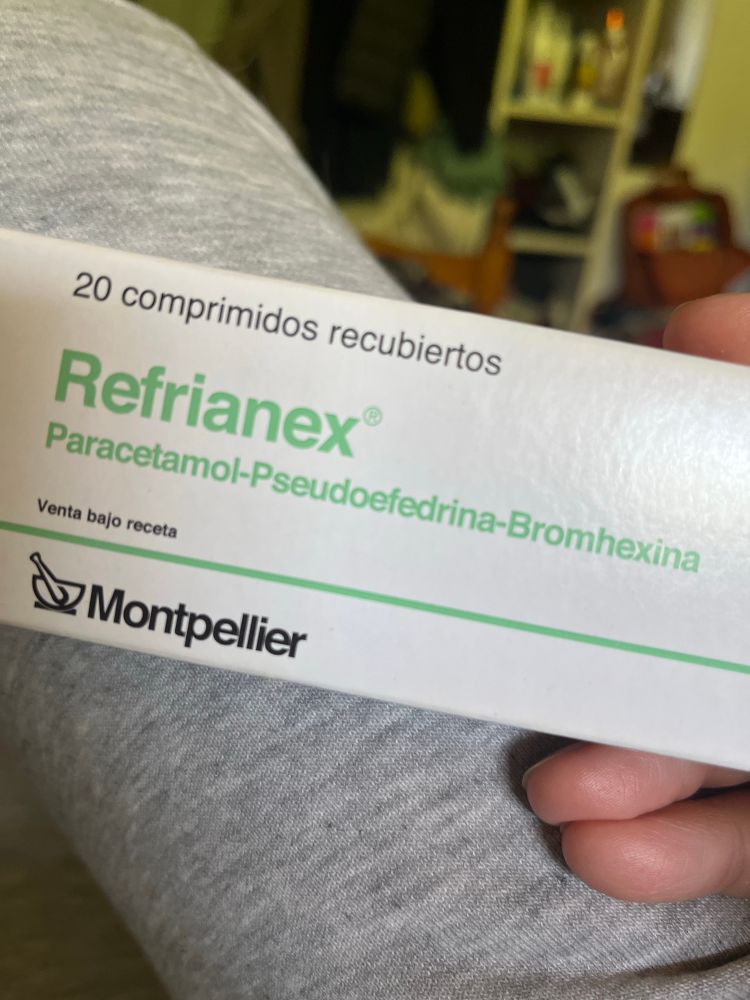 20 comprimidos recubiertos
Refrianex®
Paracetamol-Pseudoefedrina-Bromhexina
Venta bajo receta
Montpellier